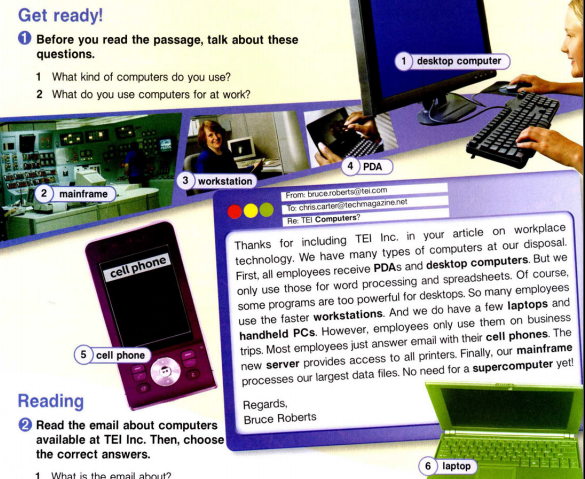 Get ready!
1 Before you read the passage, talk about these
questions.
1 What kind of computers do you use?
2 What do you use computers for at work?
1 desktop computer
2 mainframe
3 workstation
4 PDA
From: bruce.roberts@tei.com
To: chris.carter@techmagazine.net
Re: TEI Computers?
Thanks for including TEI Inc. in your article on workplace
technology. We have many types of computers at our disposal.
First, all employees receive PDAs and desktop computers. But we
only use those for word processing and spreadsheets. Of course,
some programs are too powerful for desktops. So many employees
use the faster workstations. And we do have a few laptops and
handheld PCs. However, employees only use them on business
trips. Most employees just answer email with their cell phones. The
new server provides access to all printers. Finally, our mainframe
processes our largest data files. No need for a supercomputer yet!
Regards,
Bruce Roberts
cell phone
5 cell phone
6 laptop
Reading
2 Read the email about computers
available at TEI Inc. Then, choose
the correct answers.
1 What is the email about?